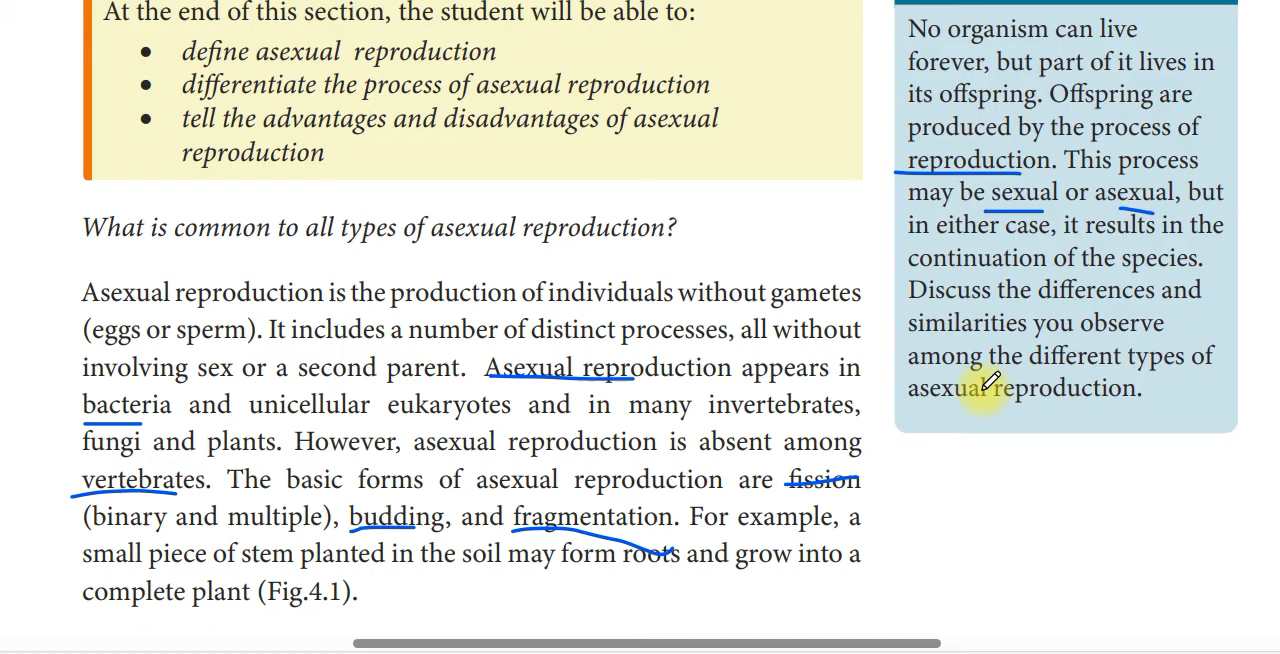 At the end of this section, the student will be able to:
• define asexual reproduction
• differentiate the process of asexual reproduction
• tell the advantages and disadvantages of asexual
reproduction
What is common to all types of asexual reproduction?
Asexual reproduction is the production of individuals without gametes
(eggs or sperm). It includes a number of distinct processes, all without
involving sex or a second parent. Asexual reproduction appears in
bacteria and unicellular eukaryotes and in many invertebrates,
fungi and plants. However, asexual reproduction is absent among
vertebrates. The basic forms of asexual reproduction are fission
(binary and multiple), budding, and fragmentation. For example, a
small piece of stem planted in the soil may form roots and grow into a
complete plant (Fig.4.1).
No organism can live
forever, but part of it lives in
its offspring. Offspring are
produced by the process of
reproduction. This process
may be sexual or asexual, but
in either case, it results in the
continuation of the species.
Discuss the differences and
similarities you observe
among the different types of
asexual reproduction.